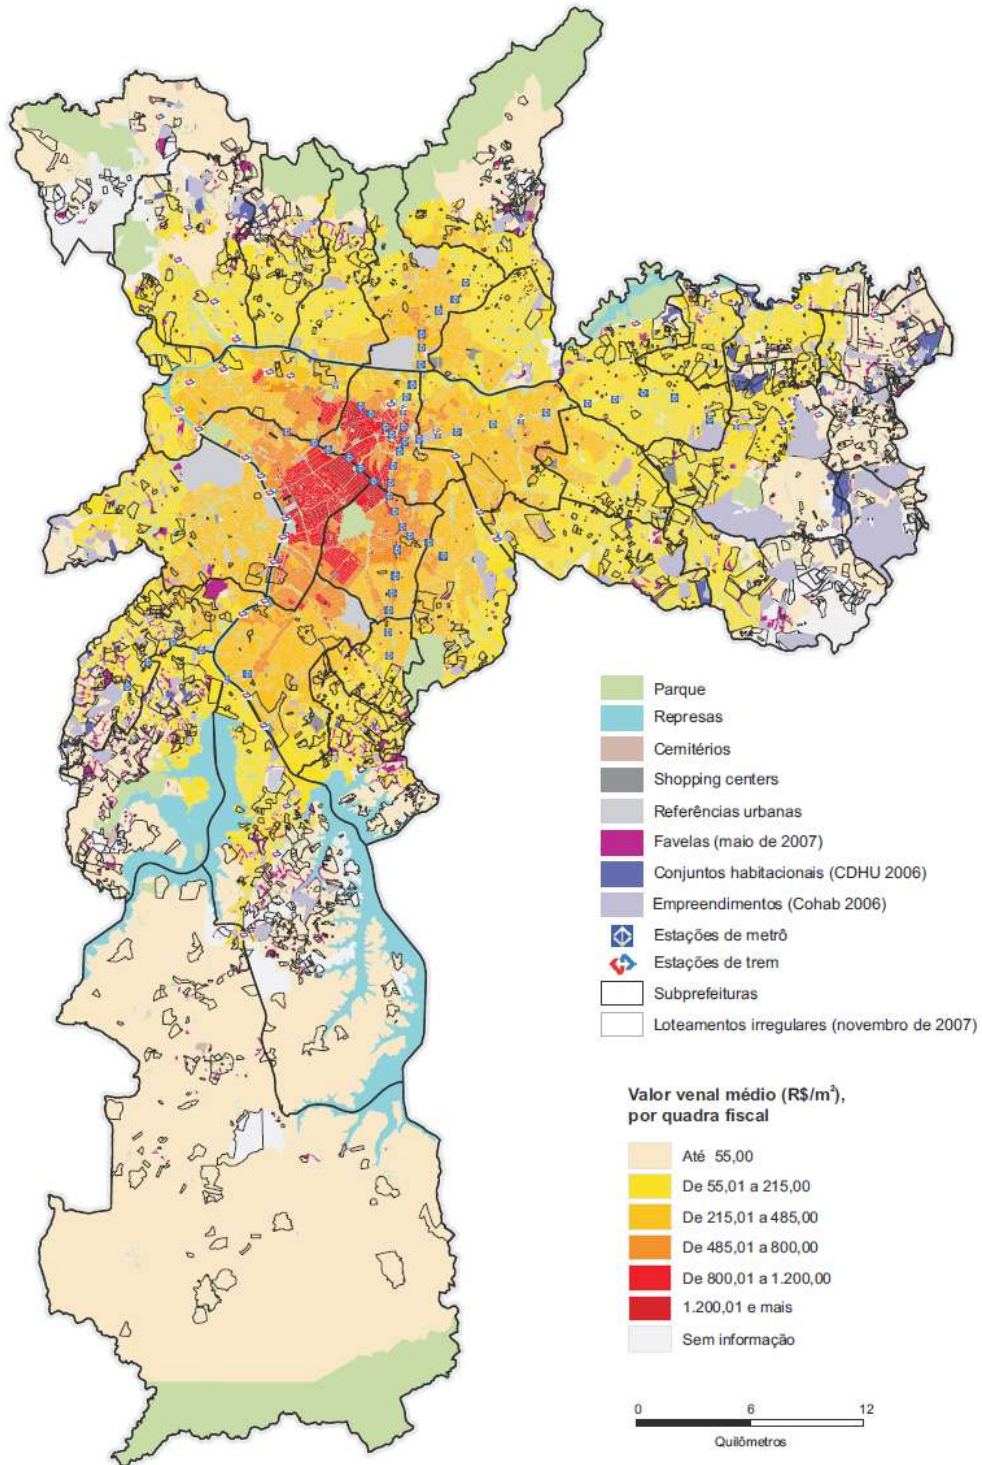 Parque
Represas
Cemitérios
Shopping centers
Referências urbanas
Favelas (maio de 2007)
Conjuntos habitacionais (CDHU 2006)
Empreendimentos (Cohab 2006)
Estações de metrô
Estações de trem
Subprefeituras
Loteamentos irregulares (novembro de 2007)
Valor venal médio (R$/m²),
por quadra fiscal
Até 55,00
De 55,01 a 215,00
De 215,01 a 485,00
De 485,01 a 800,00
De 800,01 a 1.200,00
1.200,01 e mais
Sem informação
0 6 12
Quilômetros